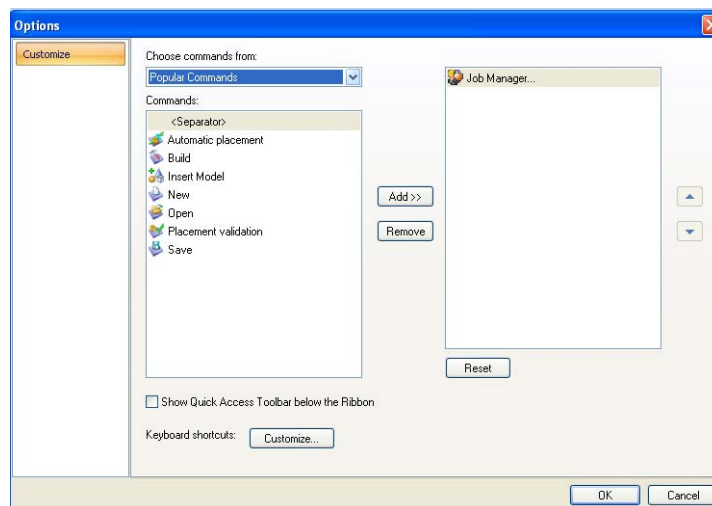 Options
Customize
Choose commands from:
Popular Commands
Job Manager...
Commands:
<Separator>
Automatic placement
Build
Insert Model
New
Open
Placement validation
Save
Add >>
Remove
Reset
Show Quick Access Toolbar below the Ribbon
Keyboard shortcuts:
Customize...
OK
Cancel